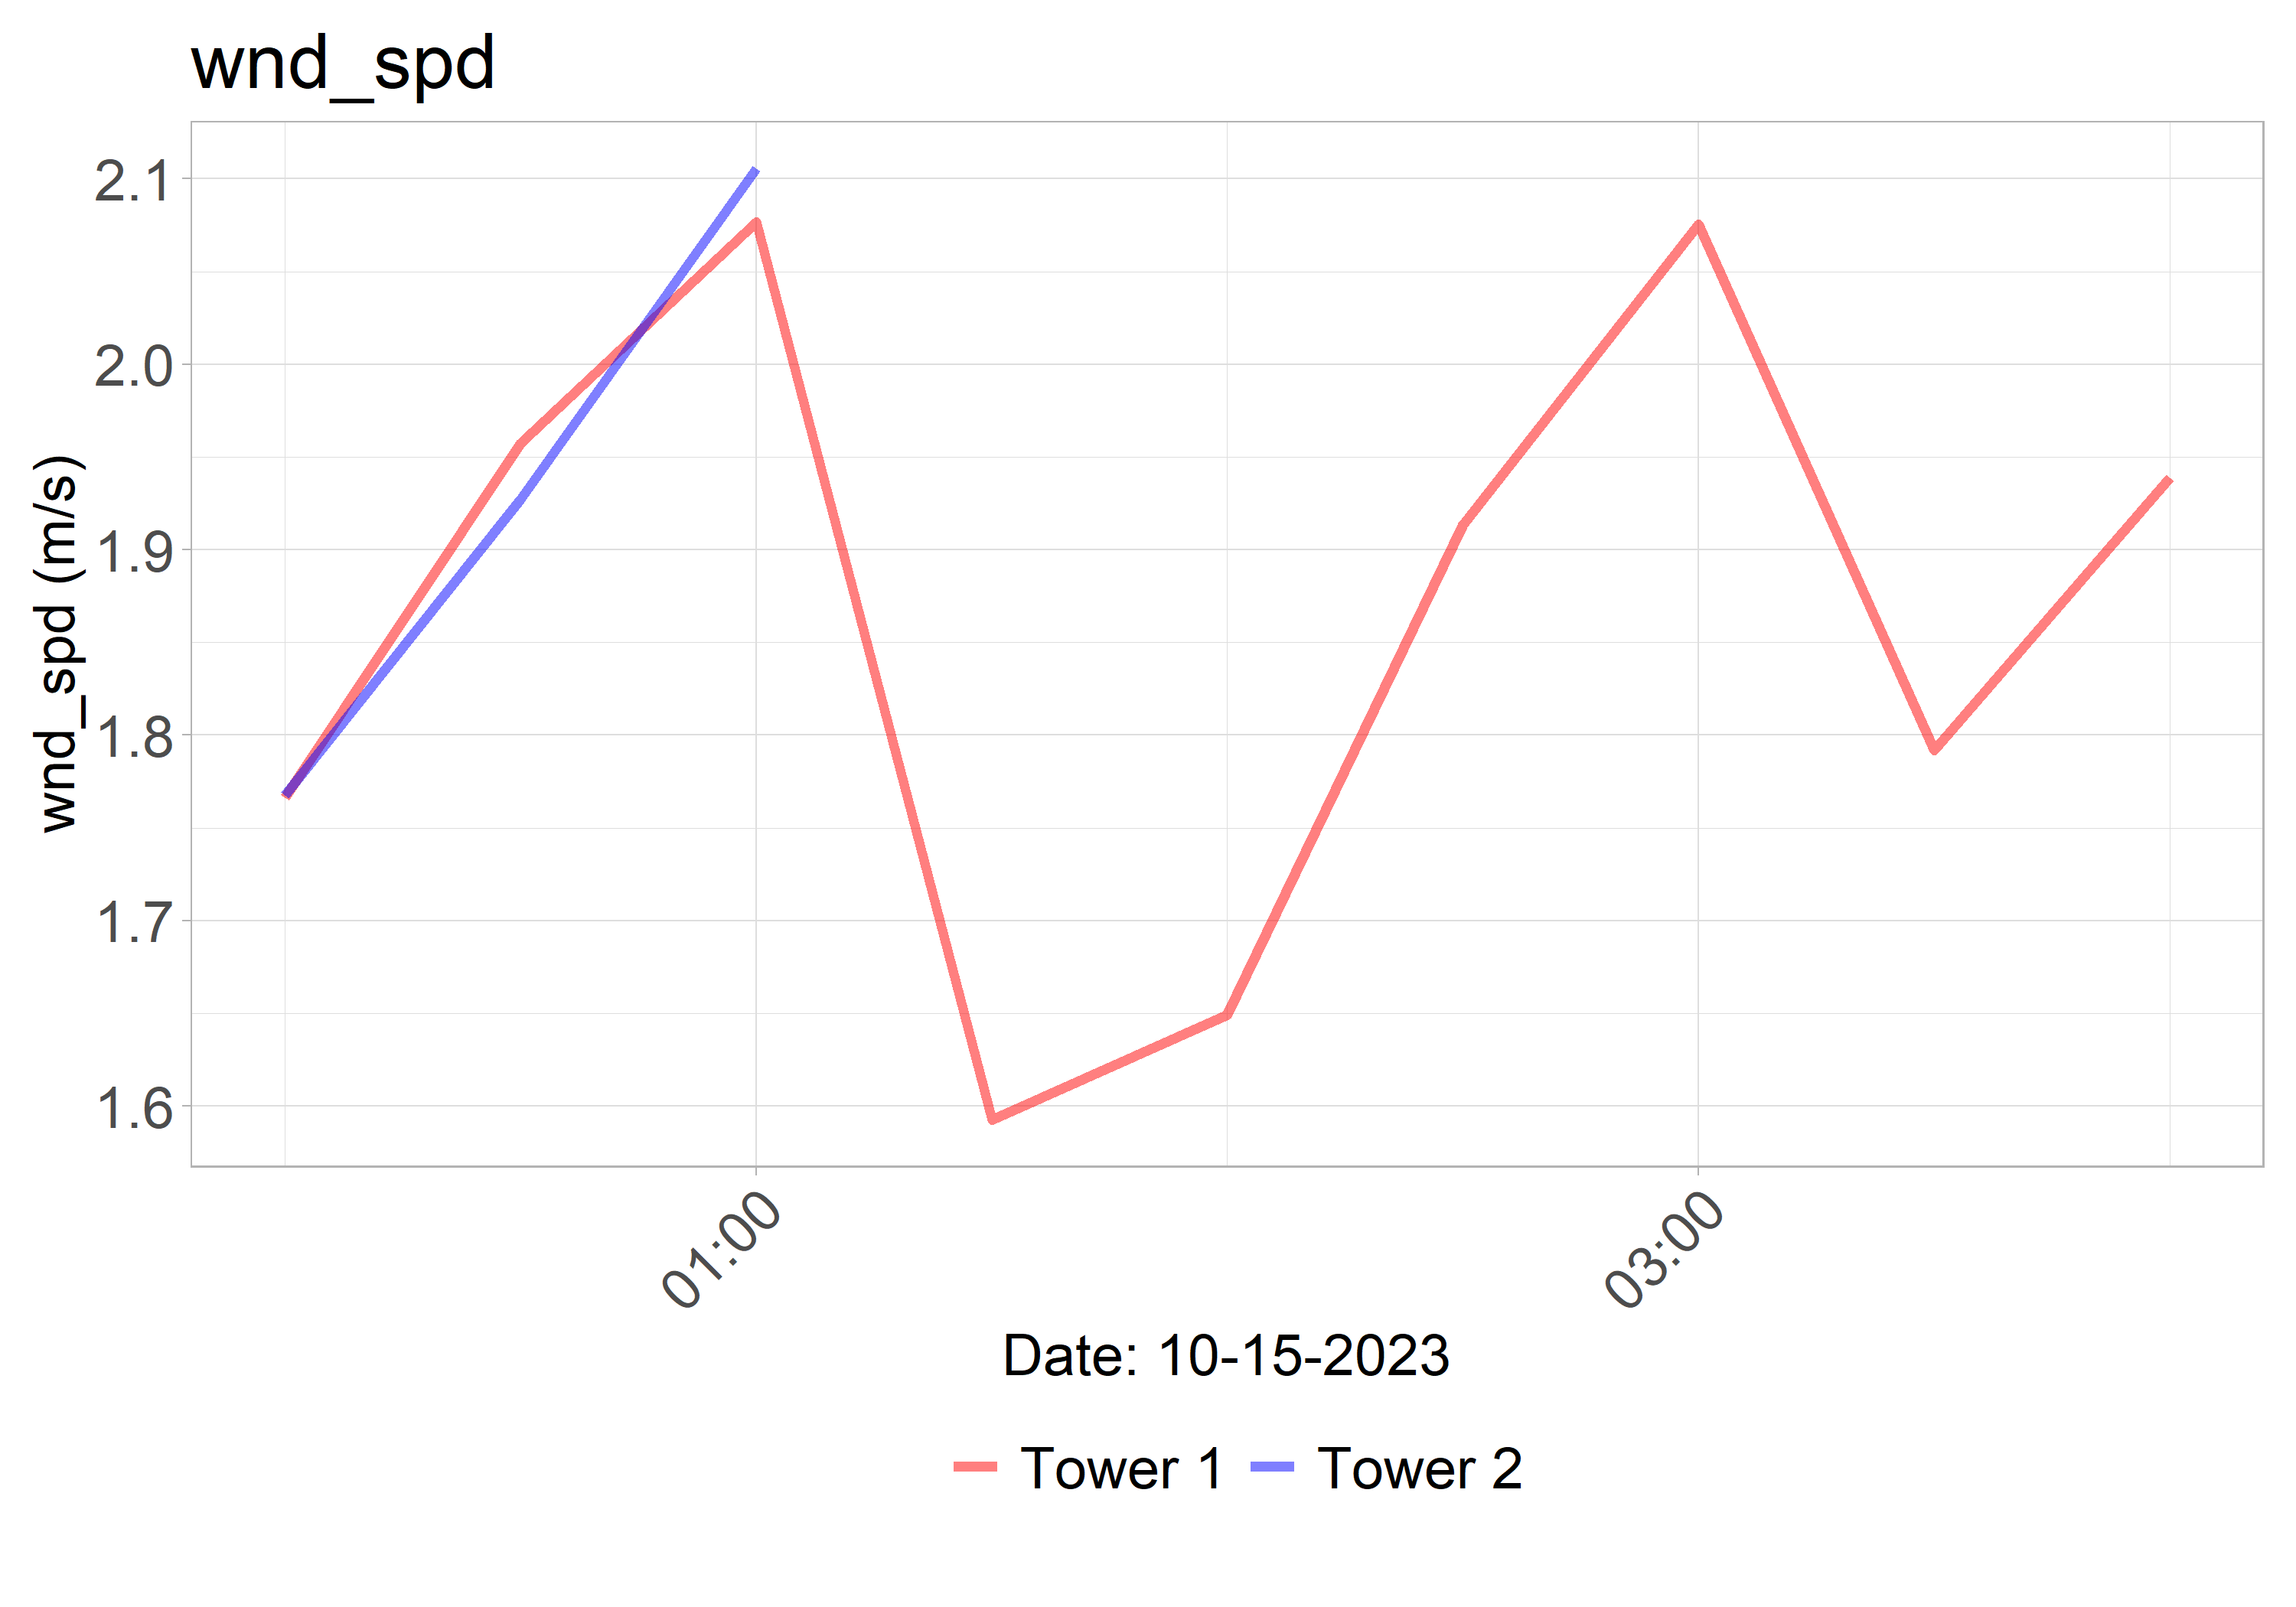 wnd_spd
wnd_spd (m/s)
2.1
2.0
1.9
1.8
1.7
1.6
01:00
03:00
Date: 10-15-2023
Tower 1
Tower 2